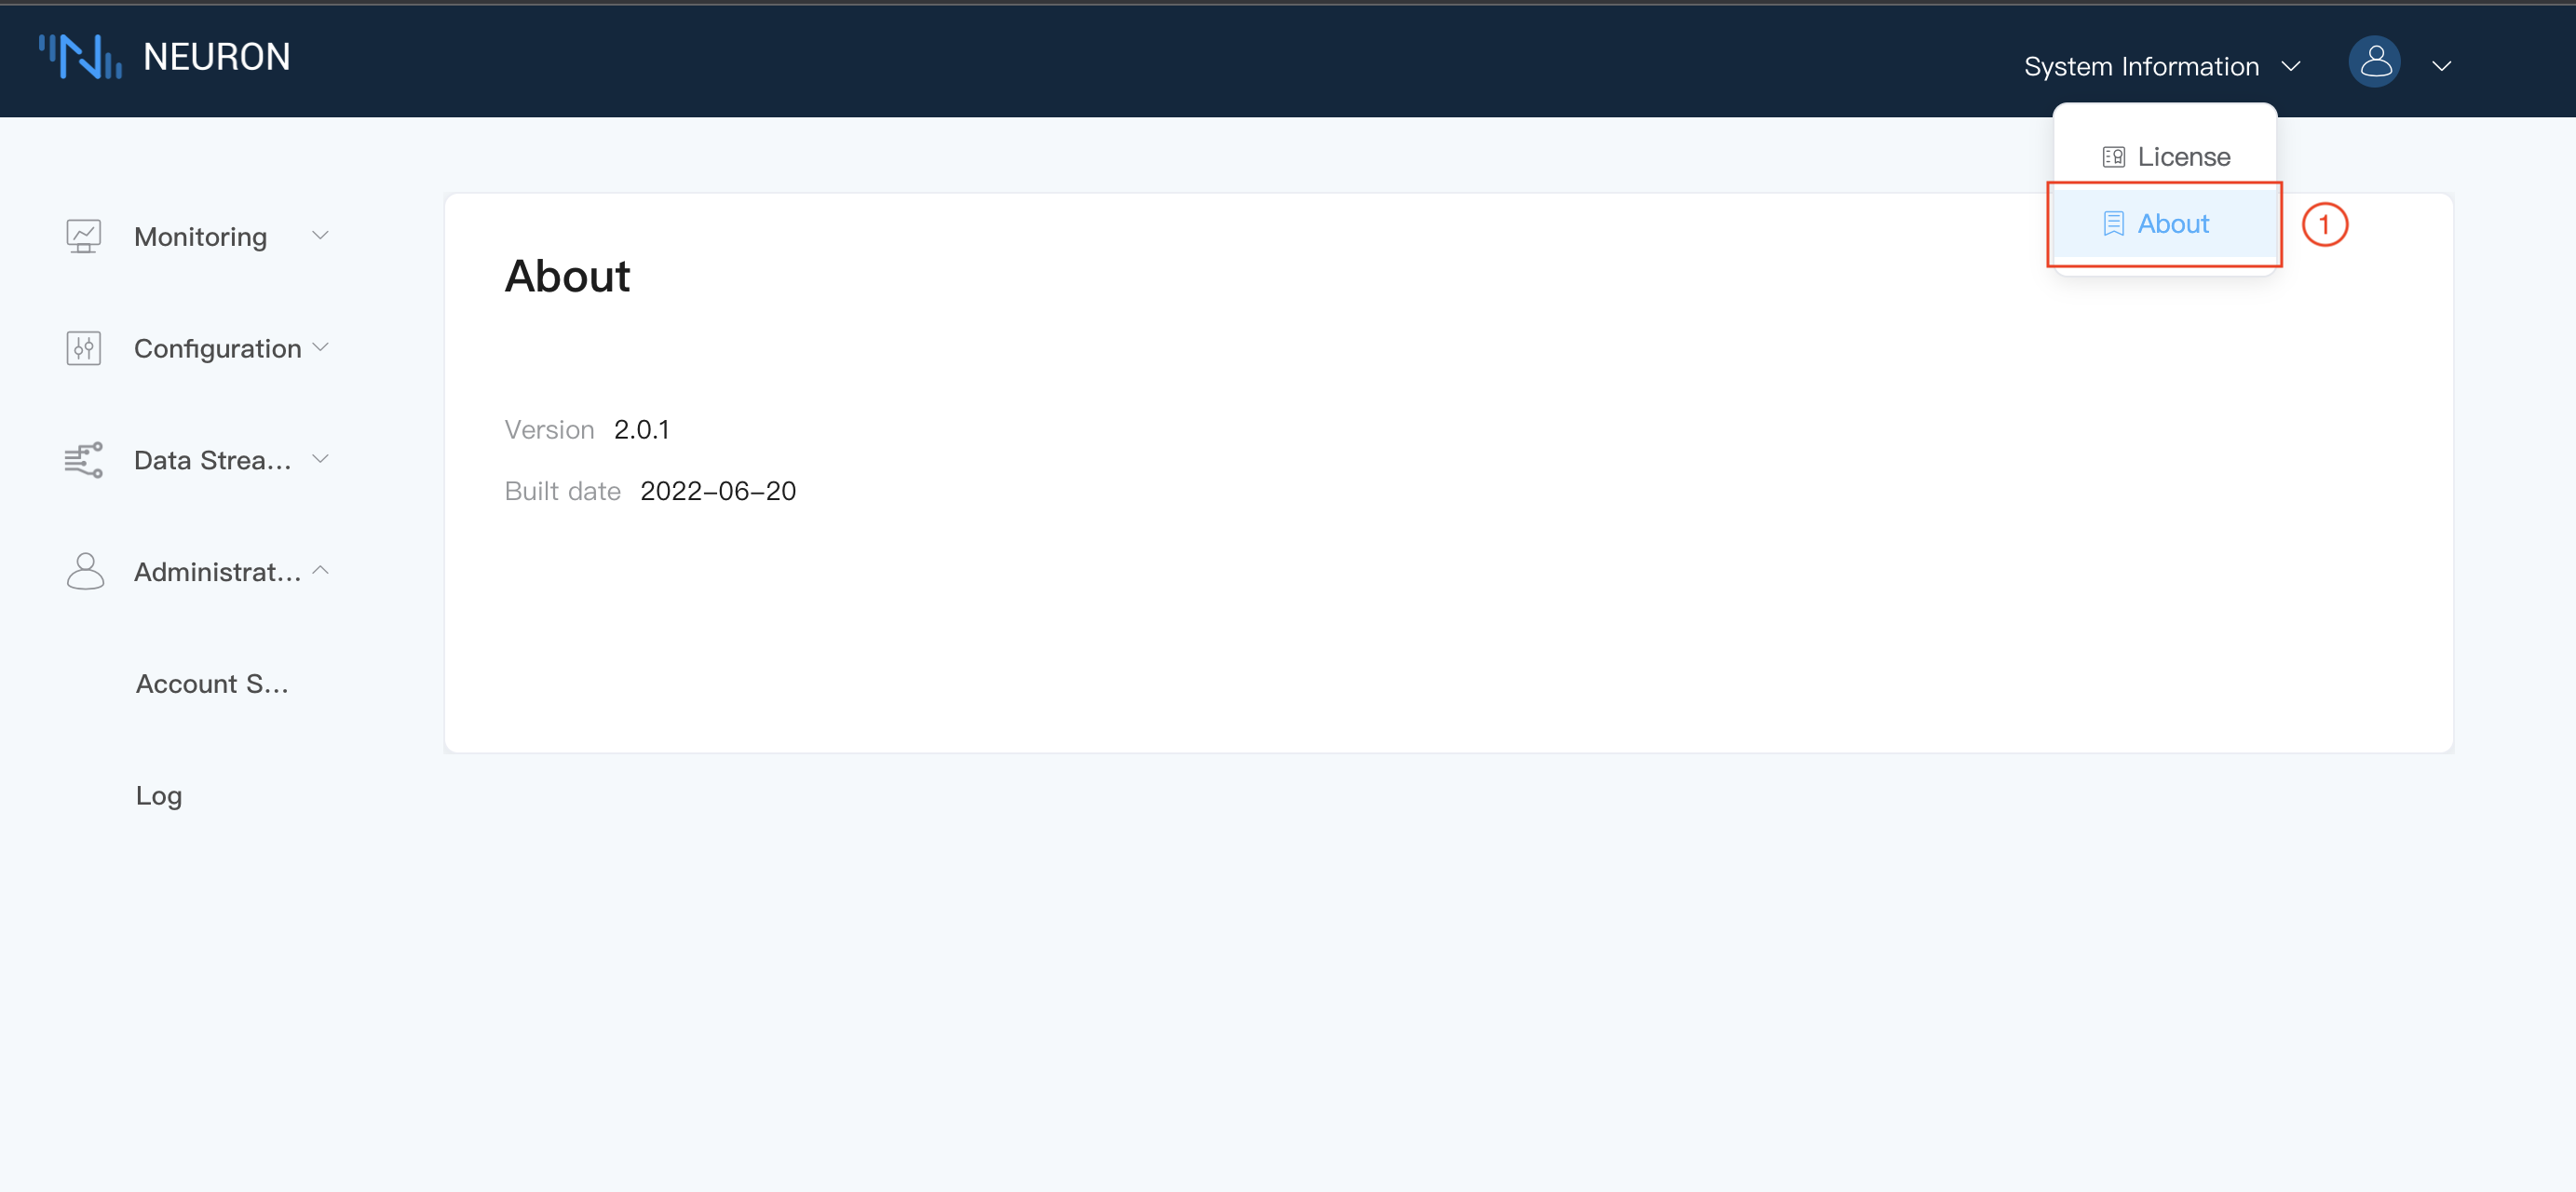 NEURON
System Information
License
About
1
Monitoring
Configuration
Data Strea...
Administrat...
Account S...
Log
About
Version 2.0.1
Built date 2022-06-20